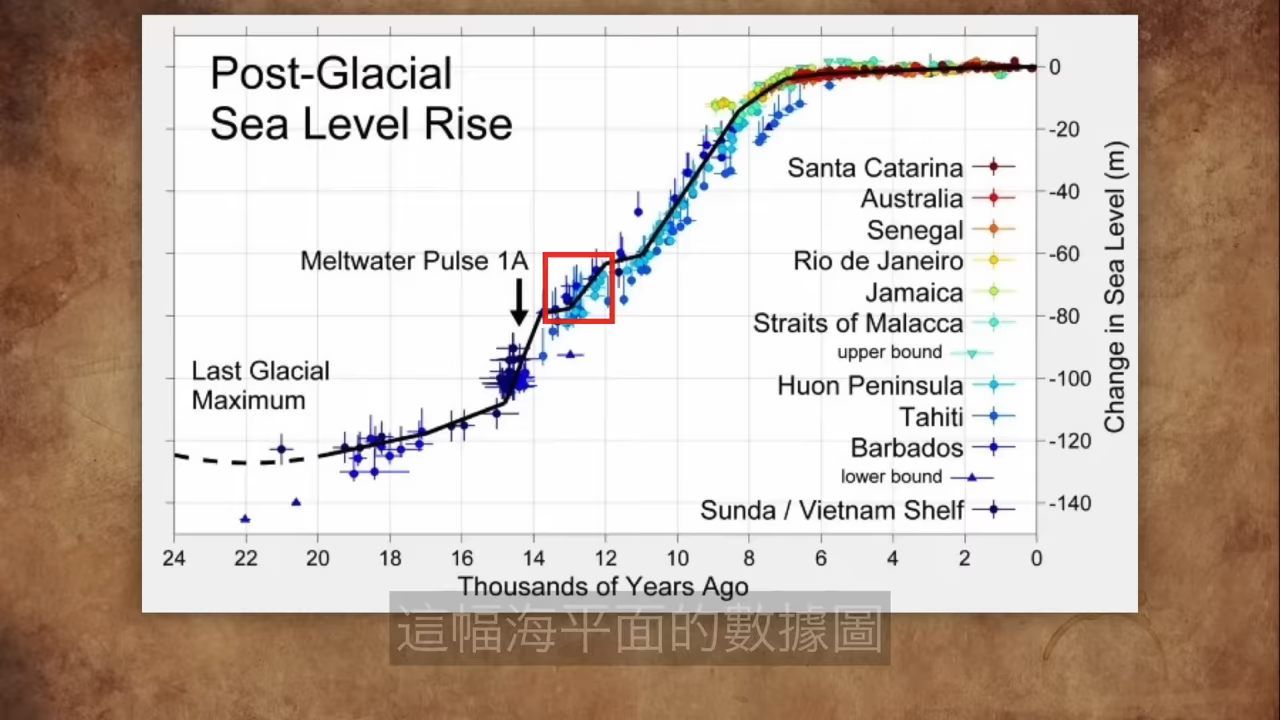 Post-Glacial
Sea Level Rise
Meltwater Pulse 1A
Last Glacial
Maximum
Santa Catarina
Australia
Senegal
Rio de Janeiro
Jamaica
Straits of Malacca
upper bound
Huon Peninsula
Tahiti
Barbados
lower bound
Sunda / Vietnam Shelf
0
-20
-40
-60
-80
-100
-120
-140
Change in Sea Level (m)
24 22 20 18 16 14 12 10 8 6 4 2 0
Thousands of Years Ago
這幅海平面的數據圖